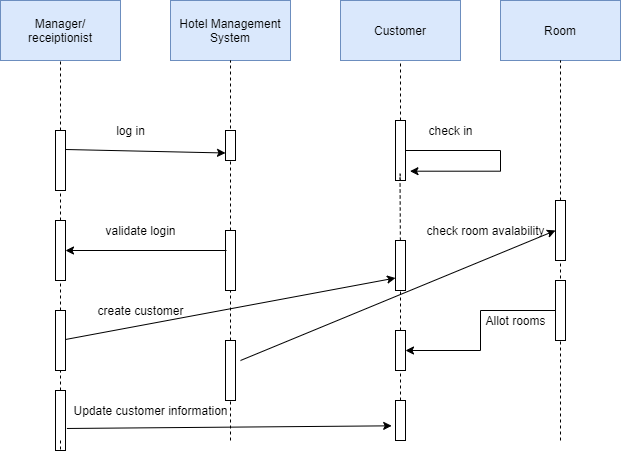 Manager/
receiptionist
Hotel Management
System
Customer
Room
log in
check in
validate login
check room avalability
create customer
Allot rooms
Update customer information